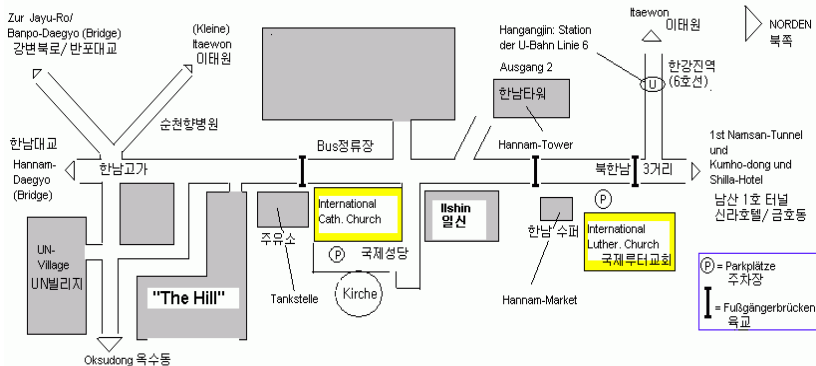 Zur Jayu-Ro/
Banpo-Daegyo (Bridge)
강변북로/ 반포대교
(Kleine)
Itaewon
이태원
순천향병원
Hangangjin: Station
der U-Bahn Linie 6
Ausgang 2
한남타워
Hannam-Tower
Itaewon
이태원
NORDEN
북쪽
U
한강진역
(6호선)
한남대교
Hannam-
Daegyo
(Bridge)
한남고가
Bus정류장
북한남 3거리
1st Namsan-Tunnel
und
Kumho-dong und
Shilla-Hotel
남산 1호 터널
신라호텔/ 금호동
UN-
Village
UN빌리지
"The Hill"
주유소
Tankstelle
International
Cath. Church
P
국제성당
Kirche
Ilshin
일신
한남 수퍼
Hannam-Market
P
International
Luther. Church
국제루터교회
P = Parkplätze
주차장
= Fußgängerbrücken
육교
Oksudong 옥수동